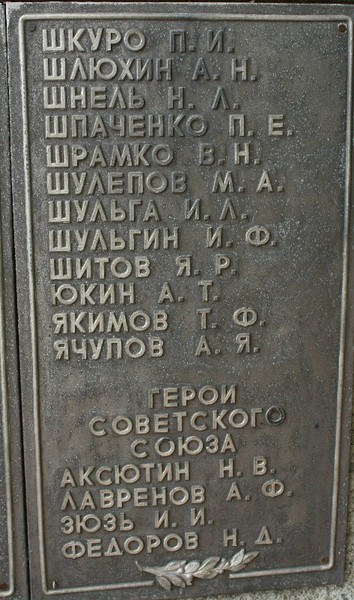 ШКУРО П. И.
ШЛЮХИН А. Н.
ШНЕЛЬ Н. Л.
ШПАЧЕНКО П. Е.
ШРАМКО В. Н.
ШУЛЕПОВ М. А.
ШУЛЬГА И. Л.
ШУЛЬГИН И. Ф.
ШИТОВ Я. Р.
ЮКИН А. Т.
ЯКИМОВ Т. Ф.
ЯЧУПОВ А. Я.
ГЕРОИ
СОВЕТСКОГО
СОЮЗА
АКСЮТИН Н. В.
ЛАВРЕНОВ А. Ф.
ЗЮЗЬ И. И.
ФЕДОРОВ Н. Д.